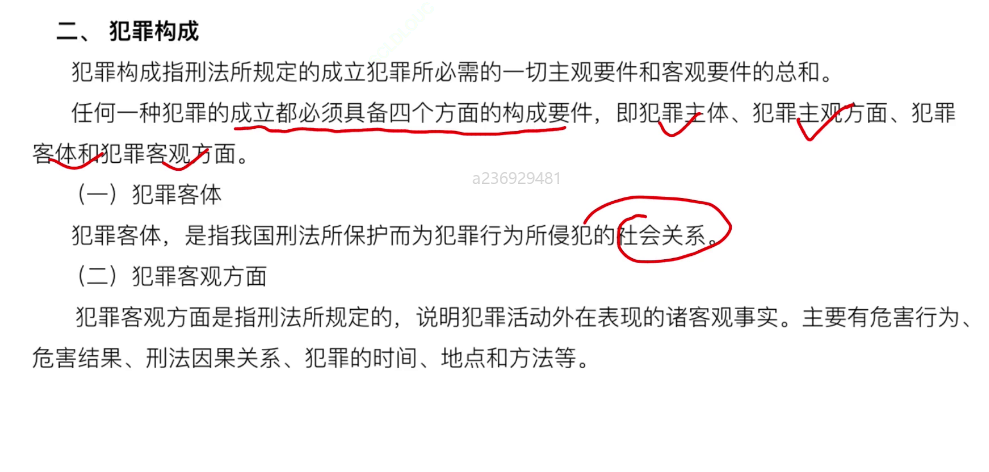 二、 犯罪构成
犯罪构成指刑法所规定的成立犯罪所必需的一切主观要件和客观要件的总和。
任何一种犯罪的成立都必须具备四个方面的构成要件，即犯罪主体、犯罪主观方面、犯罪
客体和犯罪客观方面。
a236929481
（一）犯罪客体
犯罪客体，是指我国刑法所保护而为犯罪行为所侵犯的社会关系。
（二）犯罪客观方面
犯罪客观方面是指刑法所规定的，说明犯罪活动外在表现的诸客观事实。主要有危害行为、
危害结果、刑法因果关系、犯罪的时间、地点和方法等。